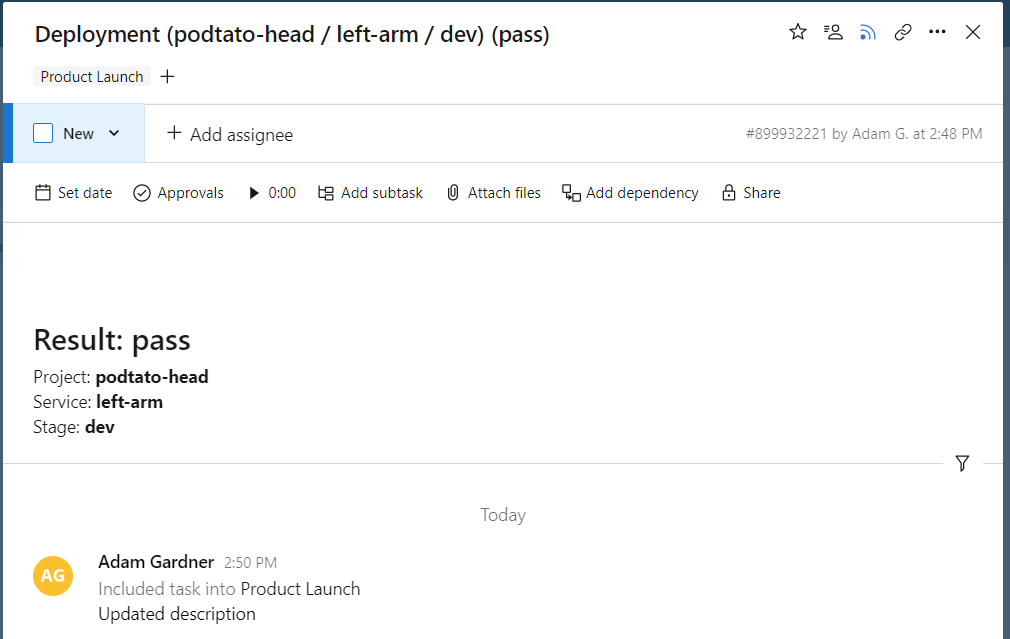 Deployment (podtato-head / left-arm / dev) (pass)
Product Launch
New
Add assignee
#899932221 by Adam G. at 2:48 PM
Set date Approvals 0:00 Add subtask Attach files Add dependency Share
Result: pass
Project: podtato-head
Service: left-arm
Stage: dev
Today
AG
Adam Gardner 2:50 PM
Included task into Product Launch
Updated description